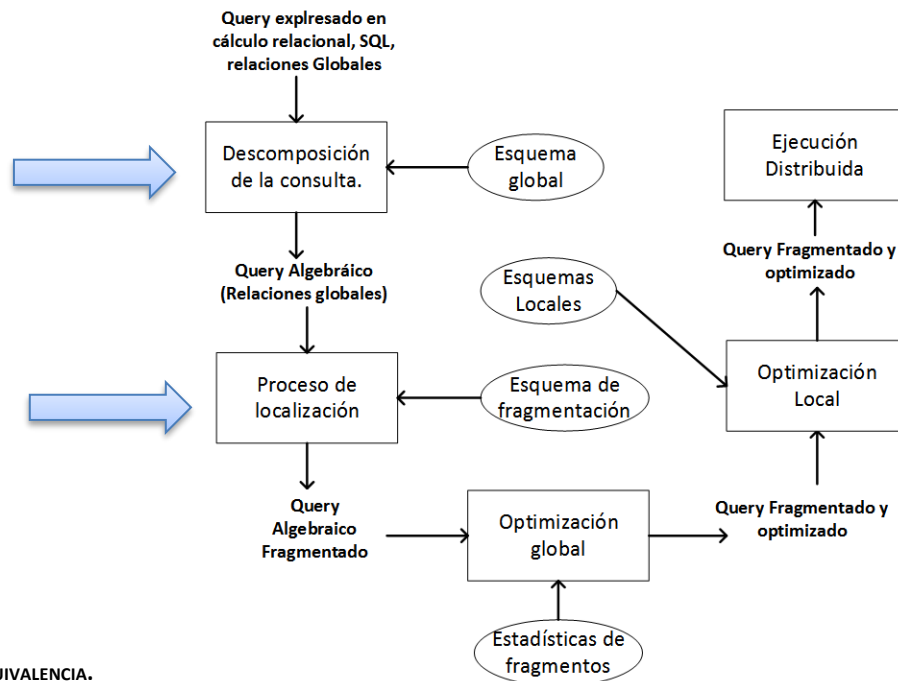 Query explresado en
cálculo relacional, SQL,
relaciones Globales
Descomposición
de la consulta.
Esquema
global
Query Algebráico
(Relaciones globales)
Proceso de
localización
Esquema de
fragmentación
Query
Algebraico
Fragmentado
Optimización
global
Estadísticas de
fragmentos
Query Fragmentado y
optimizado
Esquemas
Locales
Optimización
Local
Query Fragmentado y
optimizado
Ejecución
Distribuida
UIVALENCIA.